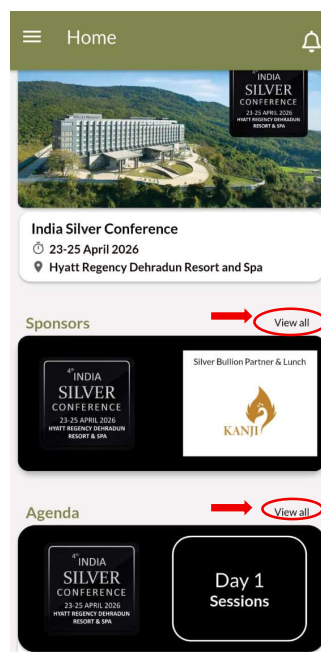 Home
4th INDIA
SILVER
CONFERENCE
23-25 APRIL 2026
HYATT REGENCY DEHRADUN
RESORT & SPA
India Silver Conference
23-25 April 2026
Hyatt Regency Dehradun Resort and Spa
Sponsors
View all
4th INDIA
SILVER
CONFERENCE
23-25 APRIL 2026
HYATT REGENCY DEHRADUN
RESORT & SPA
Silver Bullion Partner & Lunch
KANJI
Agenda
View all
4th INDIA
SILVER
CONFERENCE
23-25 APRIL 2026
HYATT REGENCY DEHRADUN
RESORT & SPA
Day 1
Sessions